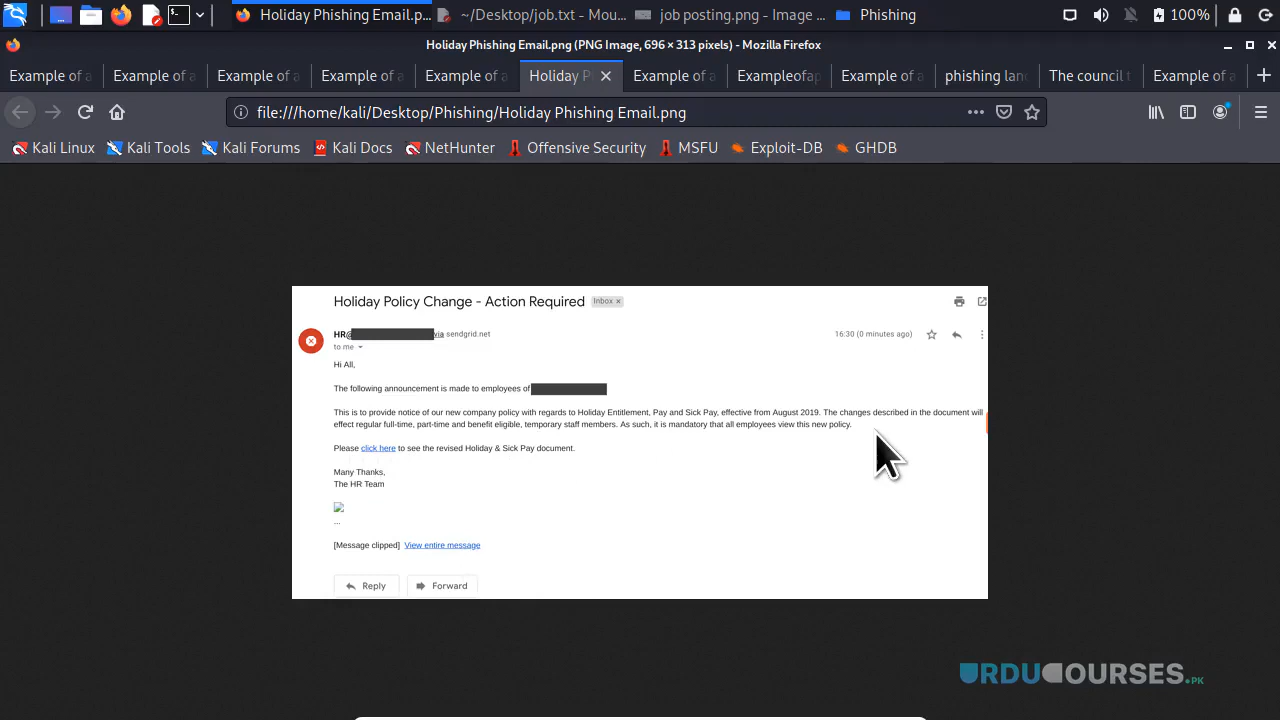 Holiday Phishing Email.p...
~/Desktop/job.txt - Mou...
job posting.png - Image ...
Phishing
100%
Holiday Phishing Email.png (PNG Image, 696 × 313 pixels) - Mozilla Firefox
Example of a
Example of a
Example of a
Example of a
Example of a
Holiday P
Example of a
Exampleofap
Example of a
phishing lan
The council t
Example of a
file:///home/kali/Desktop/Phishing/Holiday Phishing Email.png
Kali Linux
Kali Tools
Kali Forums
Kali Docs
NetHunter
Offensive Security
MSFU
Exploit-DB
GHDB
Holiday Policy Change - Action Required
Inbox ×
HR@ via sendgrid.net
16:30 (0 minutes ago)
to me
Hi All,
The following announcement is made to employees of
This is to provide notice of our new company policy with regards to Holiday Entitlement, Pay and Sick Pay, effective from August 2019. The changes described in the document will
effect regular full-time, part-time and benefit eligible, temporary staff members. As such, it is mandatory that all employees view this new policy.
Please click here to see the revised Holiday & Sick Pay document.
Many Thanks,
The HR Team
...
[Message clipped] View entire message
Reply
Forward
URDUCOURSES.PK